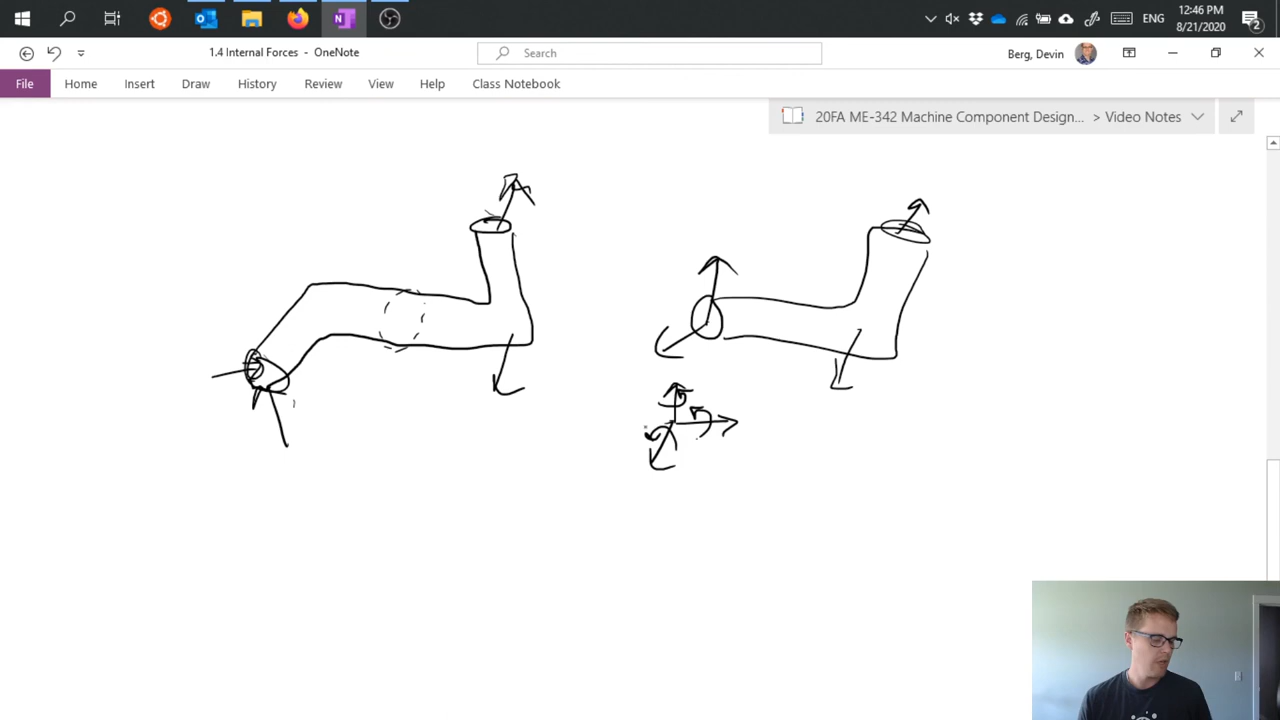 12:46 PM
ENG
8/21/2020
2
1.4 Internal Forces - OneNote
Search
Berg, Devin
File Home Insert Draw History Review View Help Class Notebook
20FA ME-342 Machine Component Design... > Video Notes